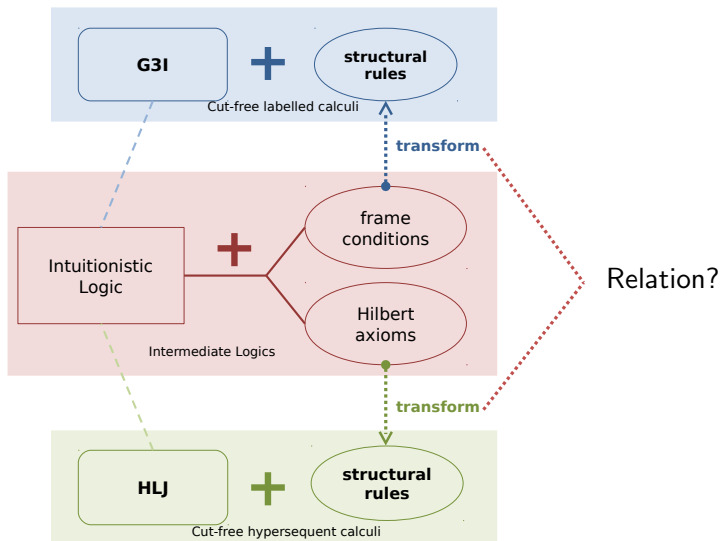 G3I
+
structural
rules
Cut-free labelled calculi
transform
frame
conditions
+
Intuitionistic
Logic
Relation?
Hilbert
axioms
Intermediate Logics
transform
HLJ
+
structural
rules
Cut-free hypersequent calculi